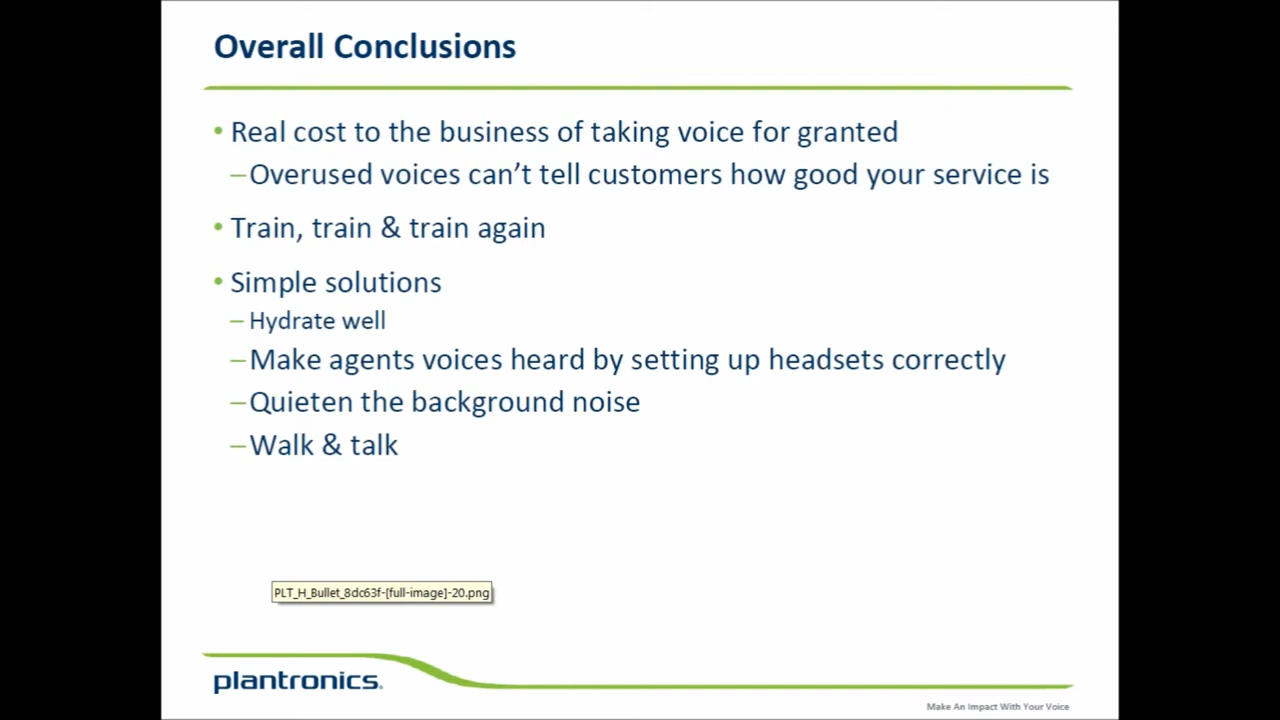 Overall Conclusions
• Real cost to the business of taking voice for granted
–Overused voices can’t tell customers how good your service is
• Train, train & train again
• Simple solutions
– Hydrate well
–Make agents voices heard by setting up headsets correctly
–Quieten the background noise
–Walk & talk
PLT_H_Bullet_8dc63f-[full-image]-20.png
plantronics.
Make An Impact With Your Voice